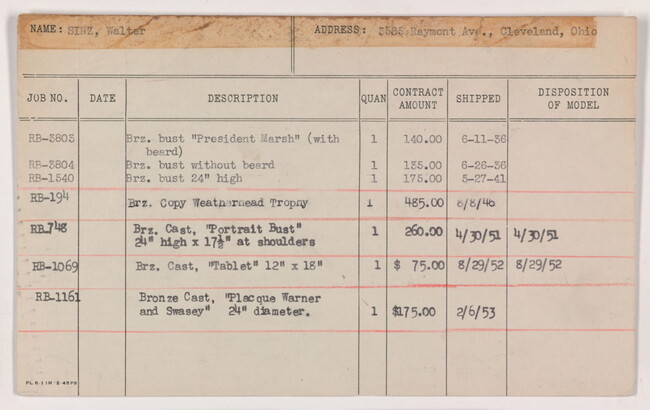 NAME: SINZ, Walter ADDRESS: 3585 Raymont Ave., Cleveland, Ohio
JOB NO. DATE DESCRIPTION QUAN CONTRACT AMOUNT SHIPPED DISPOSITION OF MODEL
RB-3803 Brz. bust "President Marsh" (with 1 140.00 6-11-36
beard)
RB-3804 Brz. bust without beard 1 135.00 6-26-36
RB-1540 Brz. bust 24" high 1 175.00 5-27-41
RB-194 Brz. Copy Weatherhead Trophy 1 485.00 8/8/46
RB-748 Brz. Cast, "Portrait Bust" 1 260.00 4/30/51 4/30/51
24" high x 17½" at shoulders
RB-1069 Brz. Cast, "Tablet" 12" x 18" 1 $ 75.00 8/29/52 8/29/52
RB-1161 Bronze Cast, "Placque Warner
and Swasey" 24" diameter. 1 $175.00 2/6/53